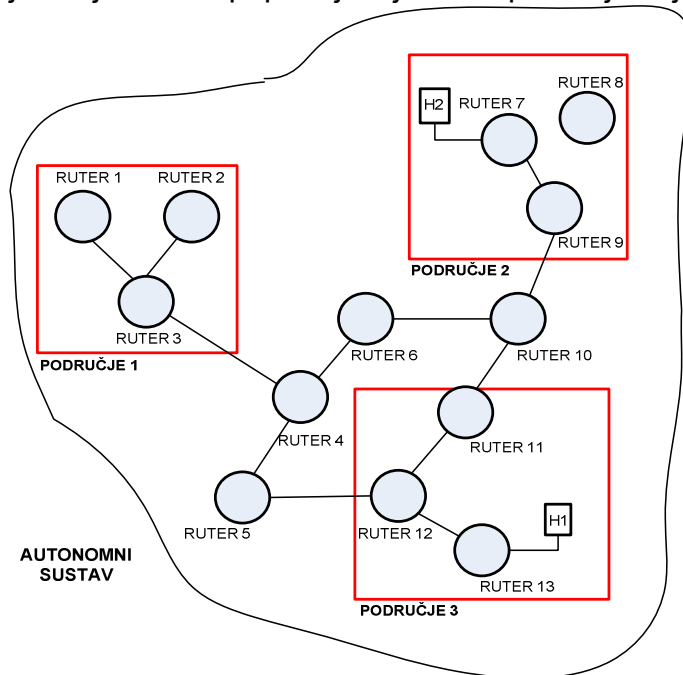 RUTER 8
H2
RUTER 7
RUTER 1
RUTER 2
RUTER 9
PODRUČJE 2
RUTER 3
RUTER 6
RUTER 10
PODRUČJE 1
RUTER 4
RUTER 11
H1
RUTER 5
RUTER 12
AUTONOMNI
SUSTAV
RUTER 13
PODRUČJE 3